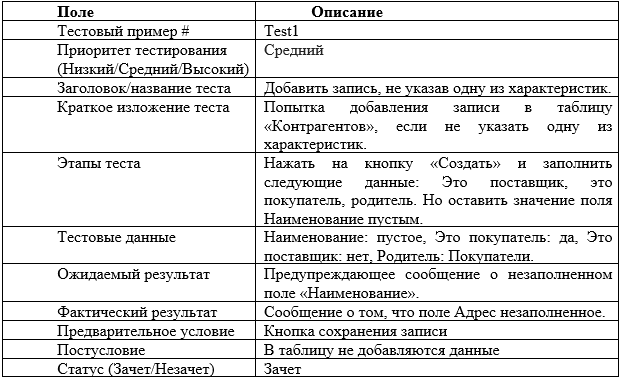 Поле Описание
Тестовый пример # Test1
Приоритет тестирования Средний
(Низкий/Средний/Высокий)
Заголовок/название теста Добавить запись, не указав одну из характеристик.
Краткое изложение теста Попытка добавления записи в таблицу
«Контрагентов», если не указать одну из
характеристик.
Этапы теста Нажать на кнопку «Создать» и заполнить
следующие данные: Это поставщик, это
покупатель, родитель. Но оставить значение поля
Наименование пустым.
Тестовые данные Наименование: пустое, Это покупатель: да, Это
поставщик: нет, Родитель: Покупатели.
Ожидаемый результат Предупреждающее сообщение о незаполненном
поле «Наименование».
Фактический результат Сообщение о том, что поле Адрес незаполненное.
Предварительное условие Кнопка сохранения записи
Постусловие В таблицу не добавляются данные
Статус (Зачет/Незачет) Зачет